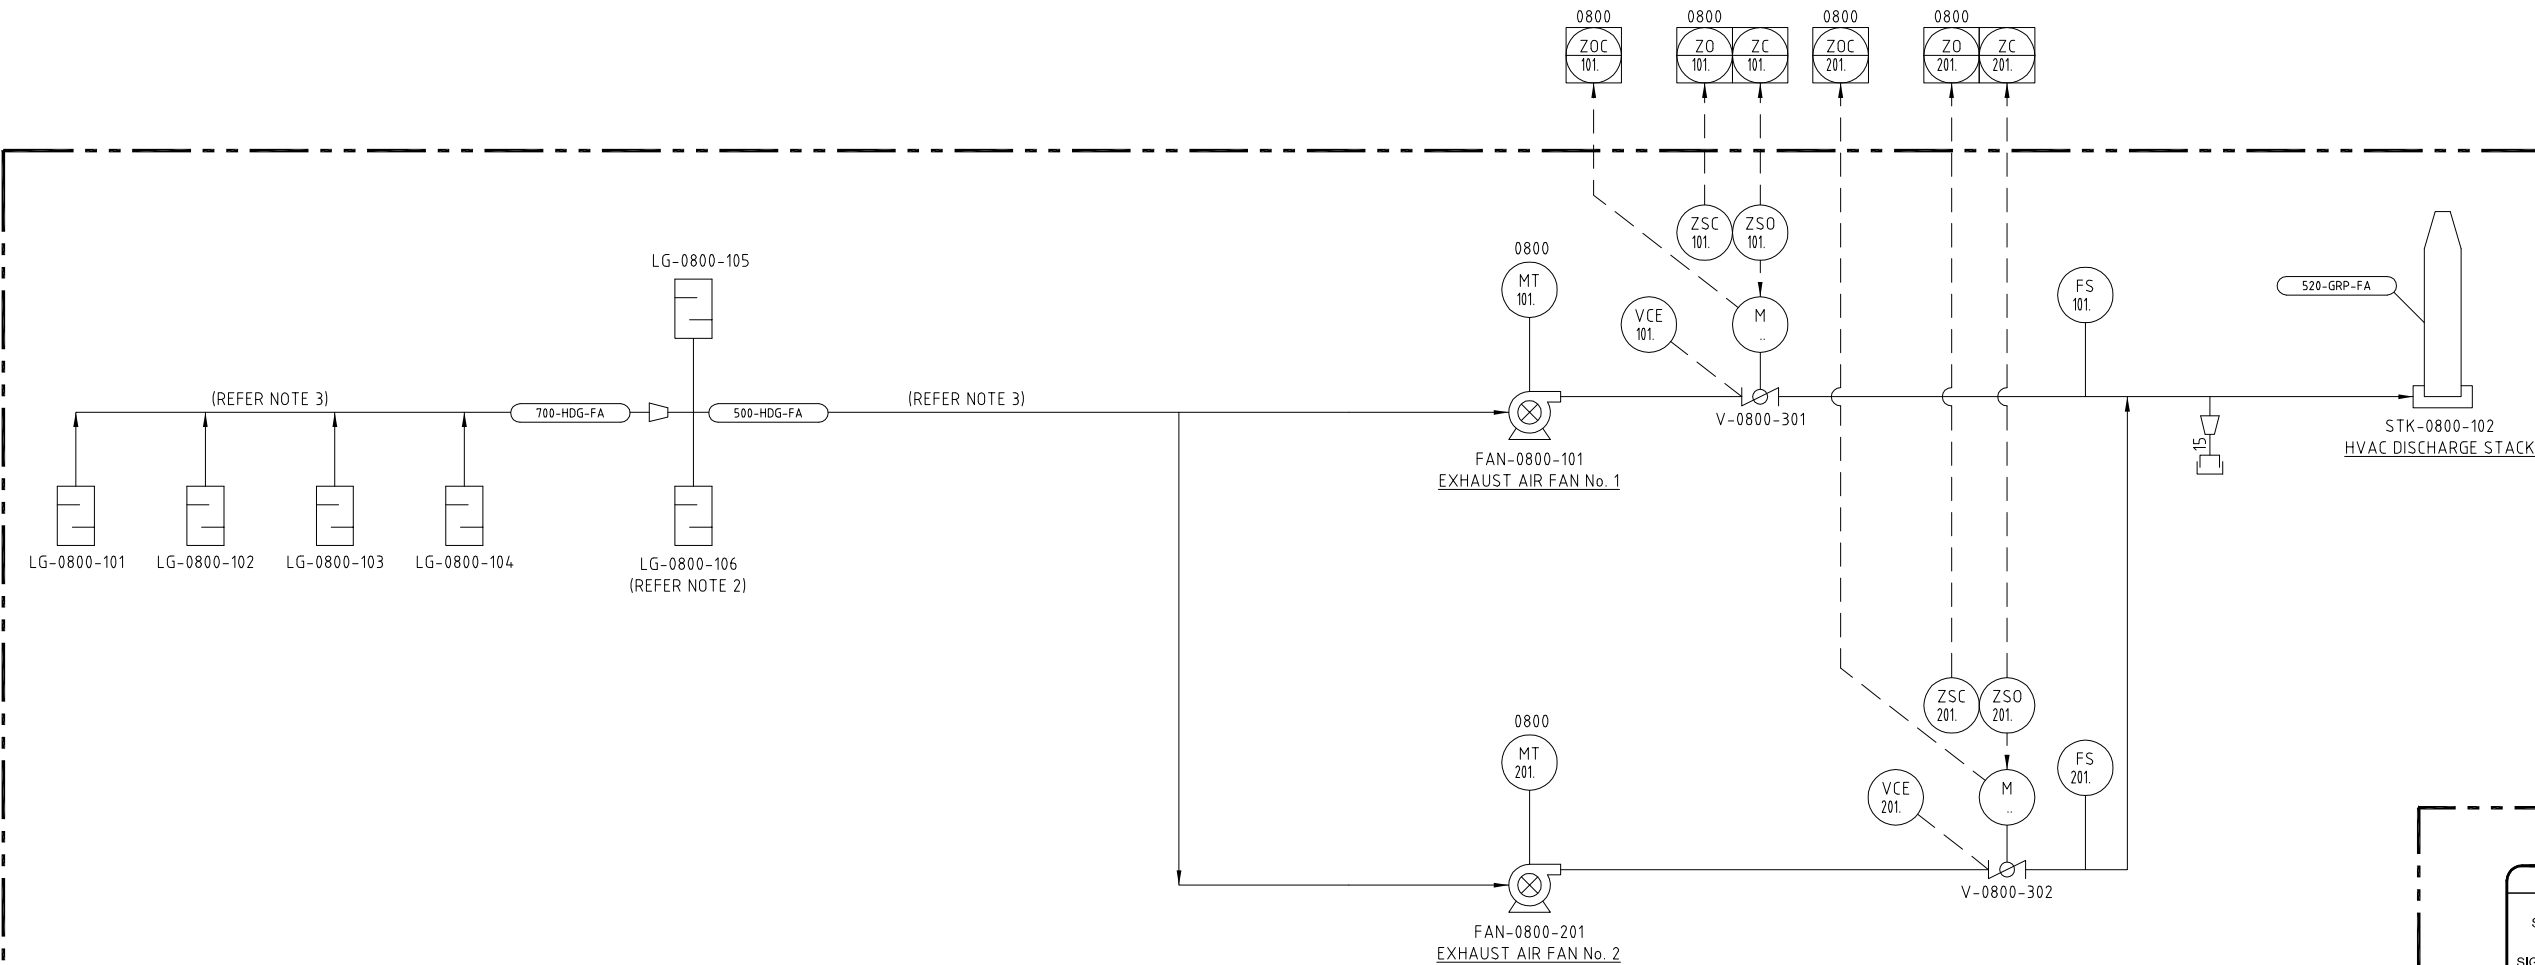 0800
0800
0800
0800
ZOC
101.
ZO
101.
ZC
101.
ZOC
201.
ZO
201.
ZC
201.
ZSC
101.
ZSO
101.
0800
MT
101.
VCE
101.
M
..
FS
101.
520-GRP-FA
LG-0800-105
(REFER NOTE 3)
700-HDG-FA
500-HDG-FA
(REFER NOTE 3)
V-0800-301
15
STK-0800-102
HVAC DISCHARGE STACK
FAN-0800-101
EXHAUST AIR FAN No. 1
LG-0800-101
LG-0800-102
LG-0800-103
LG-0800-104
LG-0800-106
(REFER NOTE 2)
ZSC
201.
ZSO
201.
0800
MT
201.
VCE
201.
M
..
FS
201.
V-0800-302
FAN-0800-201
EXHAUST AIR FAN No. 2